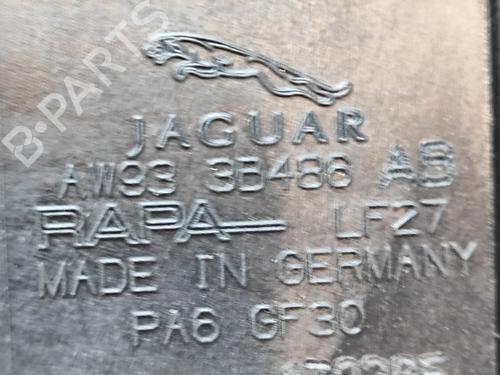 JAGUAR
AW93 3B486 AB
RAPA LF27
MADE IN GERMANY
PA6 GF30
B-PARTS